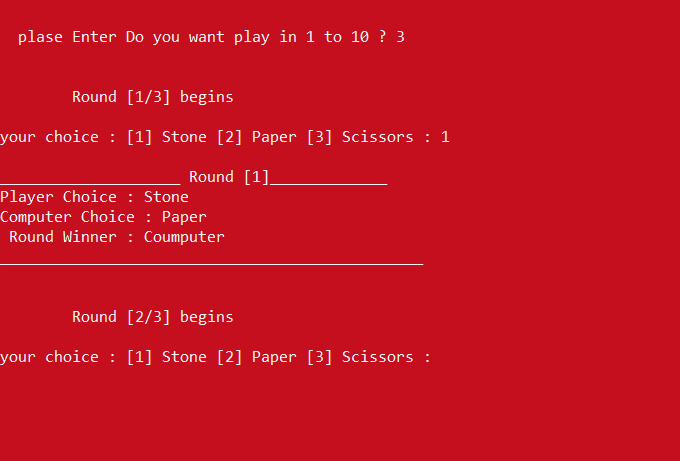 plase Enter Do you want play in 1 to 10 ? 3
Round [1/3] begins
your choice : [1] Stone [2] Paper [3] Scissors : 1
____________________ Round [1]_____________
Player Choice : Stone
Computer Choice : Paper
Round Winner : Coumputer
_______________________________________________
Round [2/3] begins
your choice : [1] Stone [2] Paper [3] Scissors :